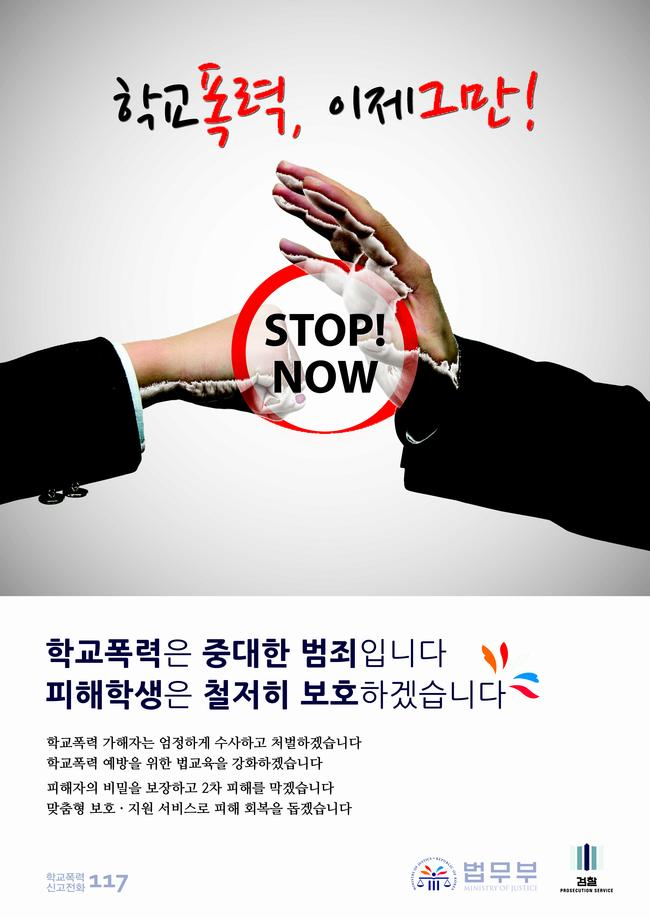 학교폭력, 이제그만!
STOP!
NOW
학교폭력은 중대한 범죄입니다
피해학생은 철저히 보호하겠습니다
학교폭력 가해자는 엄정하게 수사하고 처벌하겠습니다
학교폭력 예방을 위한 법교육을 강화하겠습니다
피해자의 비밀을 보장하고 2차 피해를 막겠습니다
맞춤형 보호 · 지원 서비스로 피해 회복을 돕겠습니다
학교폭력
신고전화 117
법무부
MINISTRY OF JUSTICE
검찰
PROSECUTION SERVICE